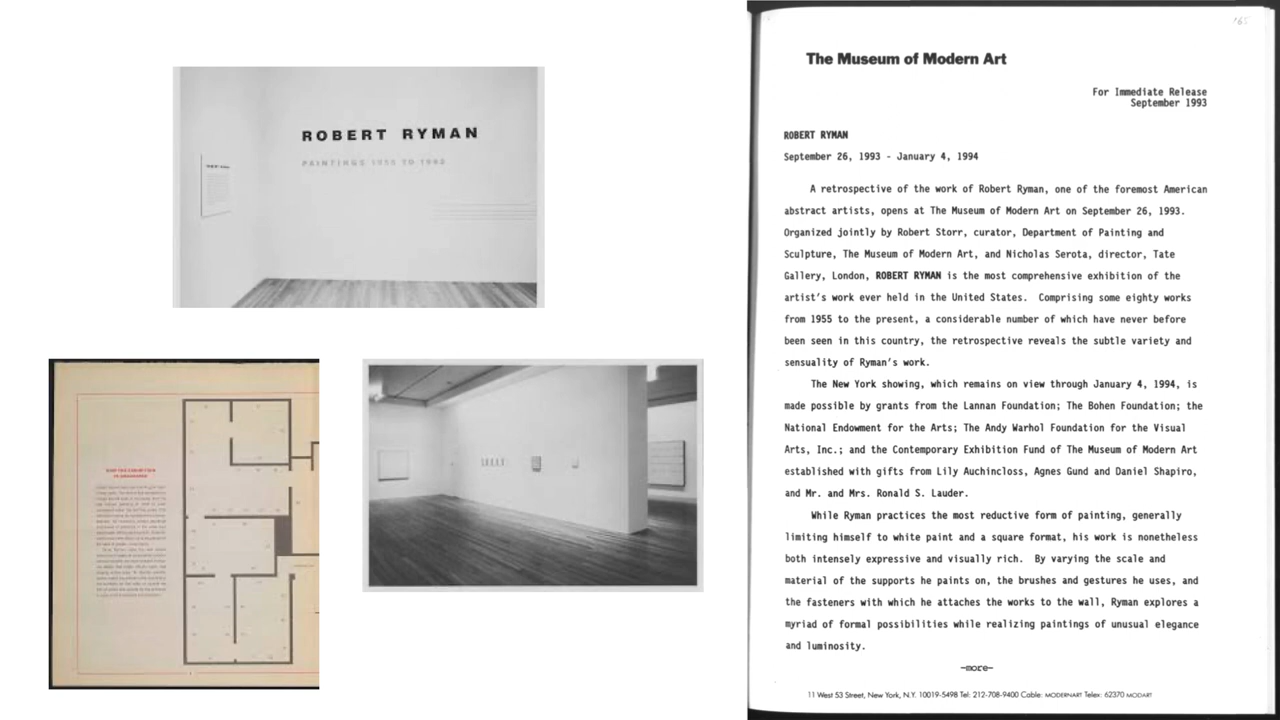 ROBERT RYMAN
PAINTINGS 1955 TO 1993
165
The Museum of Modern Art
For Immediate Release
September 1993
ROBERT RYMAN
September 26, 1993 - January 4, 1994
A retrospective of the work of Robert Ryman, one of the foremost American
abstract artists, opens at The Museum of Modern Art on September 26, 1993.
Organized jointly by Robert Storr, curator, Department of Painting and
Sculpture, The Museum of Modern Art, and Nicholas Serota, director, Tate
Gallery, London, ROBERT RYMAN is the most comprehensive exhibition of the
artist's work ever held in the United States. Comprising some eighty works
from 1955 to the present, a considerable number of which have never before
been seen in this country, the retrospective reveals the subtle variety and
sensuality of Ryman's work.
The New York showing, which remains on view through January 4, 1994, is
made possible by grants from the Lannan Foundation; The Bohen Foundation; the
National Endowment for the Arts; The Andy Warhol Foundation for the Visual
Arts, Inc.; and the Contemporary Exhibition Fund of The Museum of Modern Art
established with gifts from Lily Auchincloss, Agnes Gund and Daniel Shapiro,
and Mr. and Mrs. Ronald S. Lauder.
While Ryman practices the most reductive form of painting, generally
limiting himself to white paint and a square format, his work is nonetheless
both intensely expressive and visually rich. By varying the scale and
material of the supports he paints on, the brushes and gestures he uses, and
the fasteners with which he attaches the works to the wall, Ryman explores a
myriad of formal possibilities while realizing paintings of unusual elegance
and luminosity.
-more-
11 West 53 Street, New York, N.Y. 10019-5498 Tel: 212-708-9400 Cable: MODERNART Telex: 62370 MODART